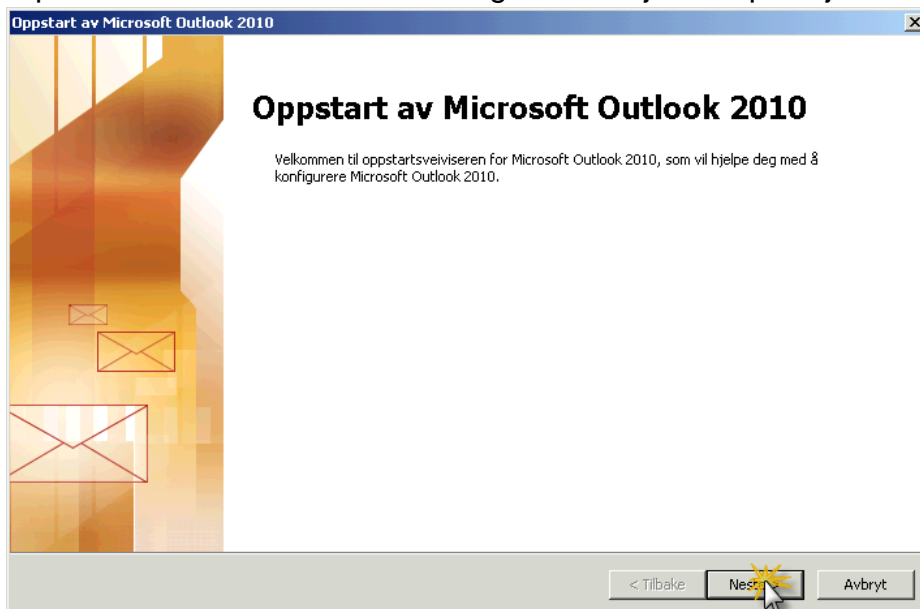 Oppstart av Microsoft Outlook 2010
Oppstart av Microsoft Outlook 2010
Velkommen til oppstartsveiviseren for Microsoft Outlook 2010, som vil hjelpe deg med å
konfigurere Microsoft Outlook 2010.
< Tilbake Neste > Avbryt